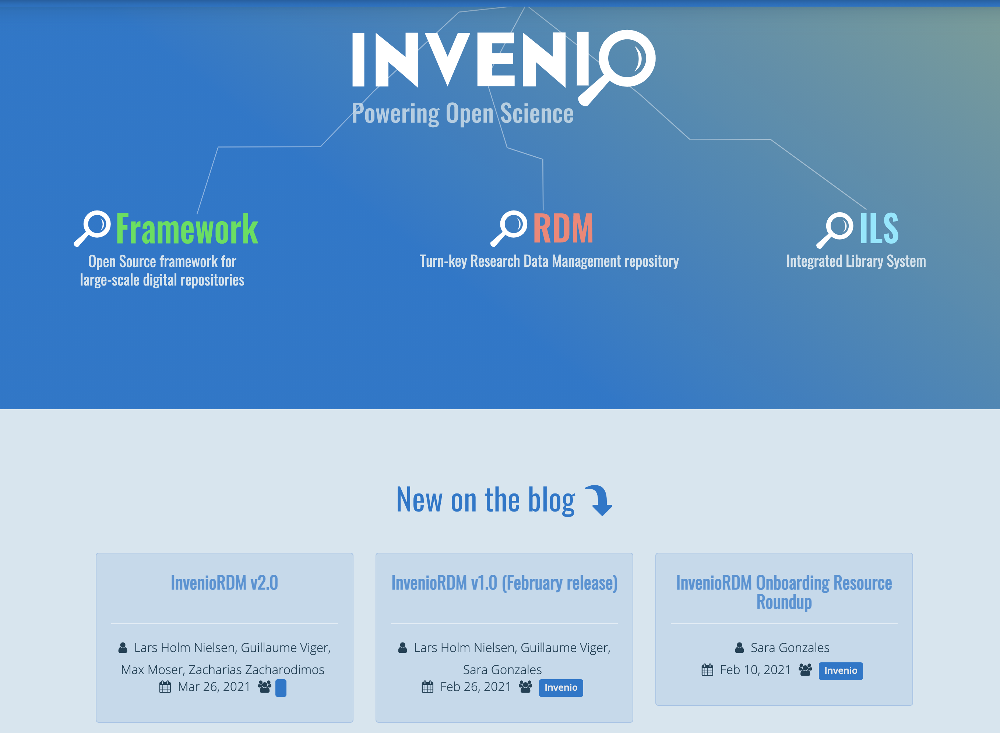 INVENIO
Powering Open Science
Framework
Open Source framework for
large-scale digital repositories
RDM
Turn-key Research Data Management repository
ILS
Integrated Library System
New on the blog
InvenioRDM v2.0
Lars Holm Nielsen, Guillaume Viger,
Max Moser, Zacharias Zacharodimos
Mar 26, 2021
InvenioRDM v1.0 (February release)
Lars Holm Nielsen, Guillaume Viger,
Sara Gonzales
Feb 26, 2021 Invenio
InvenioRDM Onboarding Resource
Roundup
Sara Gonzales
Feb 10, 2021 Invenio